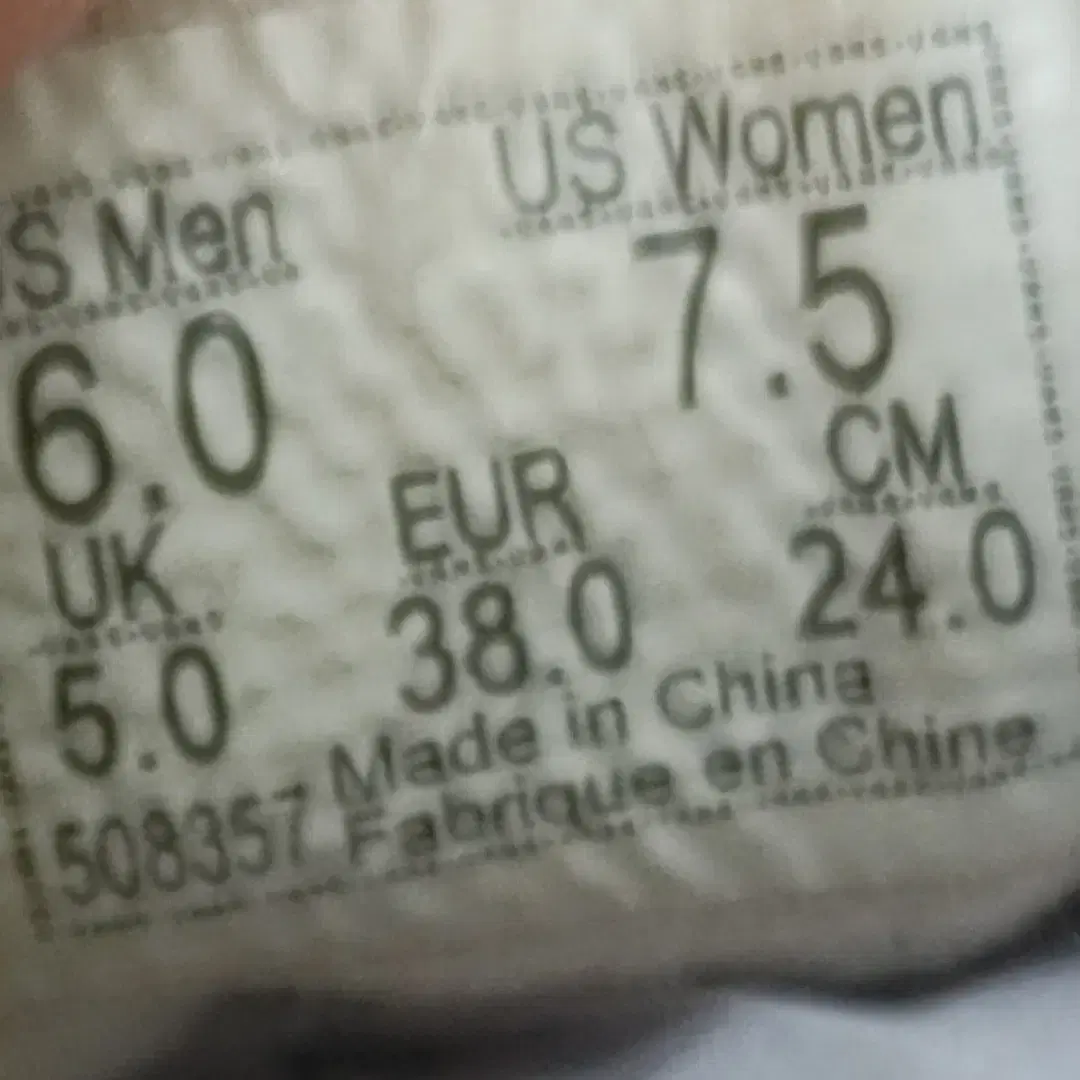 S Men US Women
6.0 7.5
UK EUR CM
5.0 38.0 24.0
Made in China
508357 Fabrique en Chine